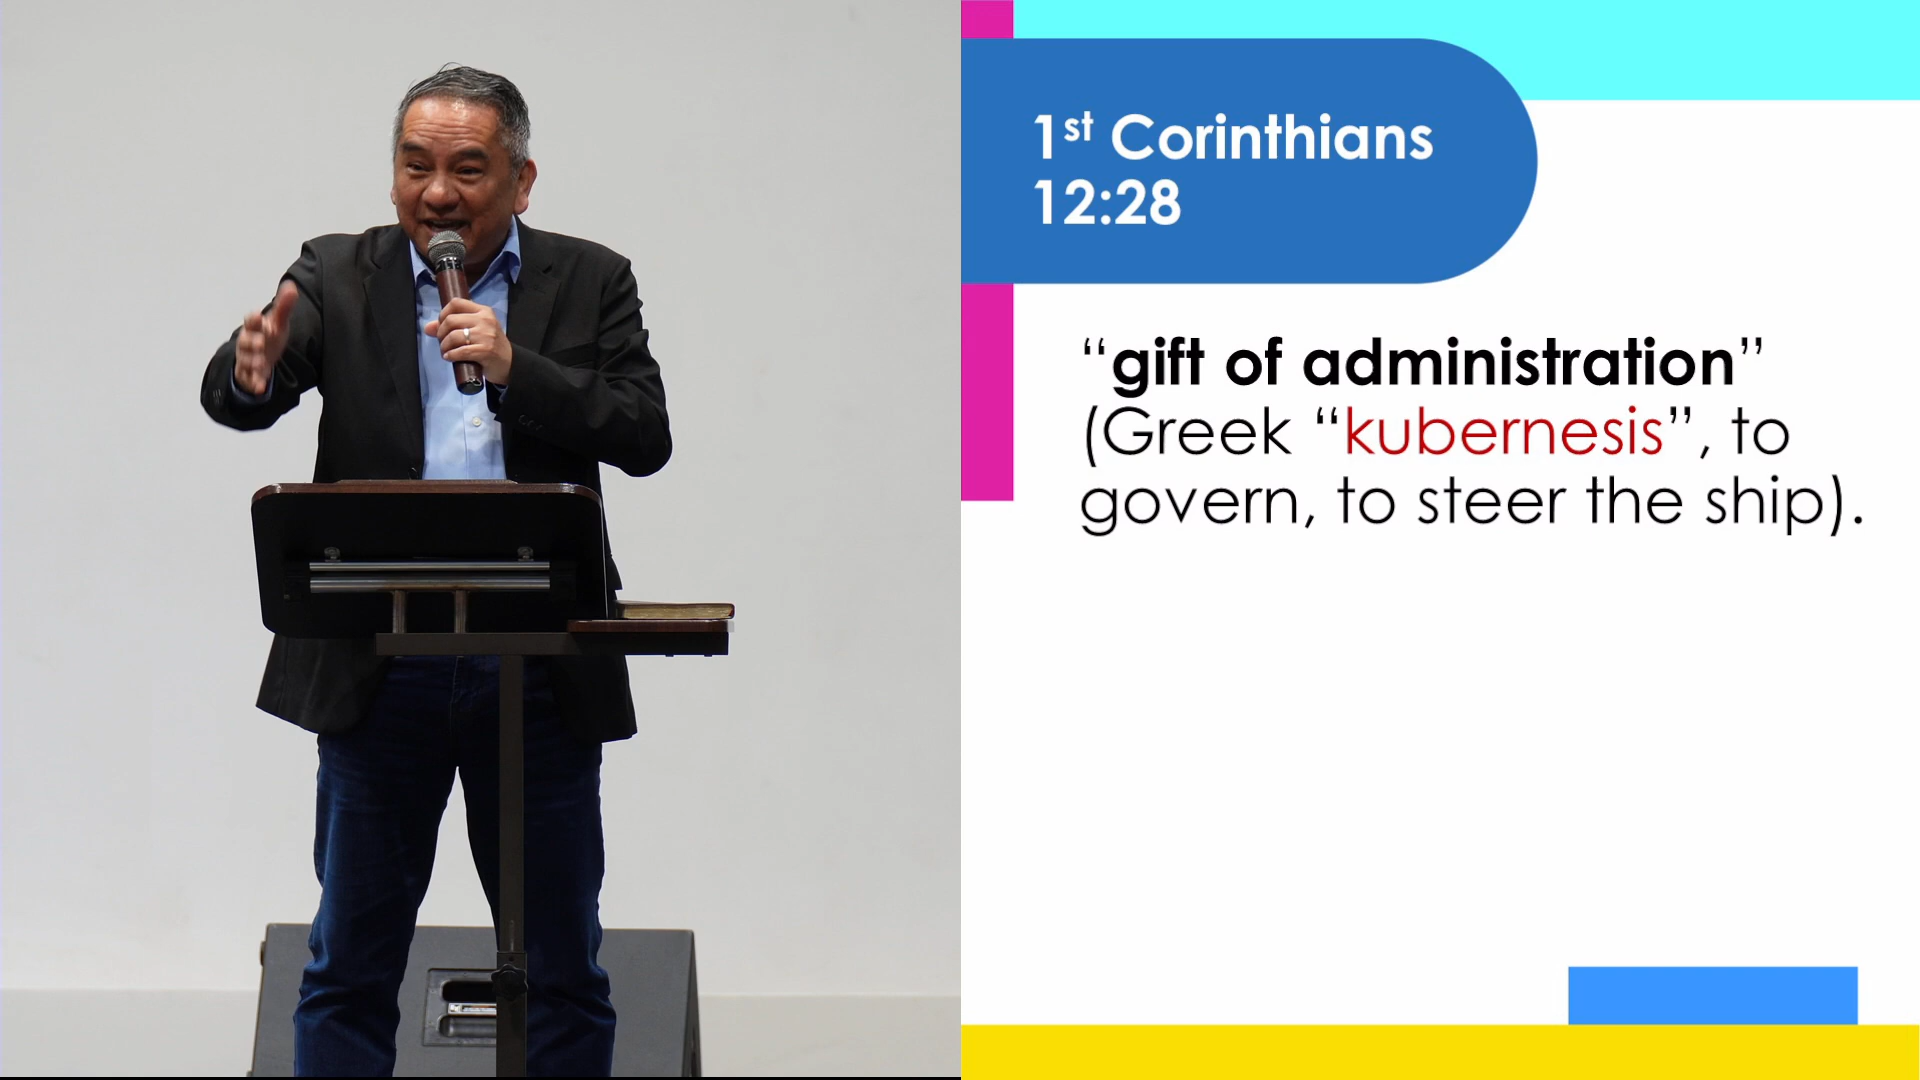 1st Corinthians
12:28
“gift of administration”
(Greek “kubernesis”, to
govern, to steer the ship).